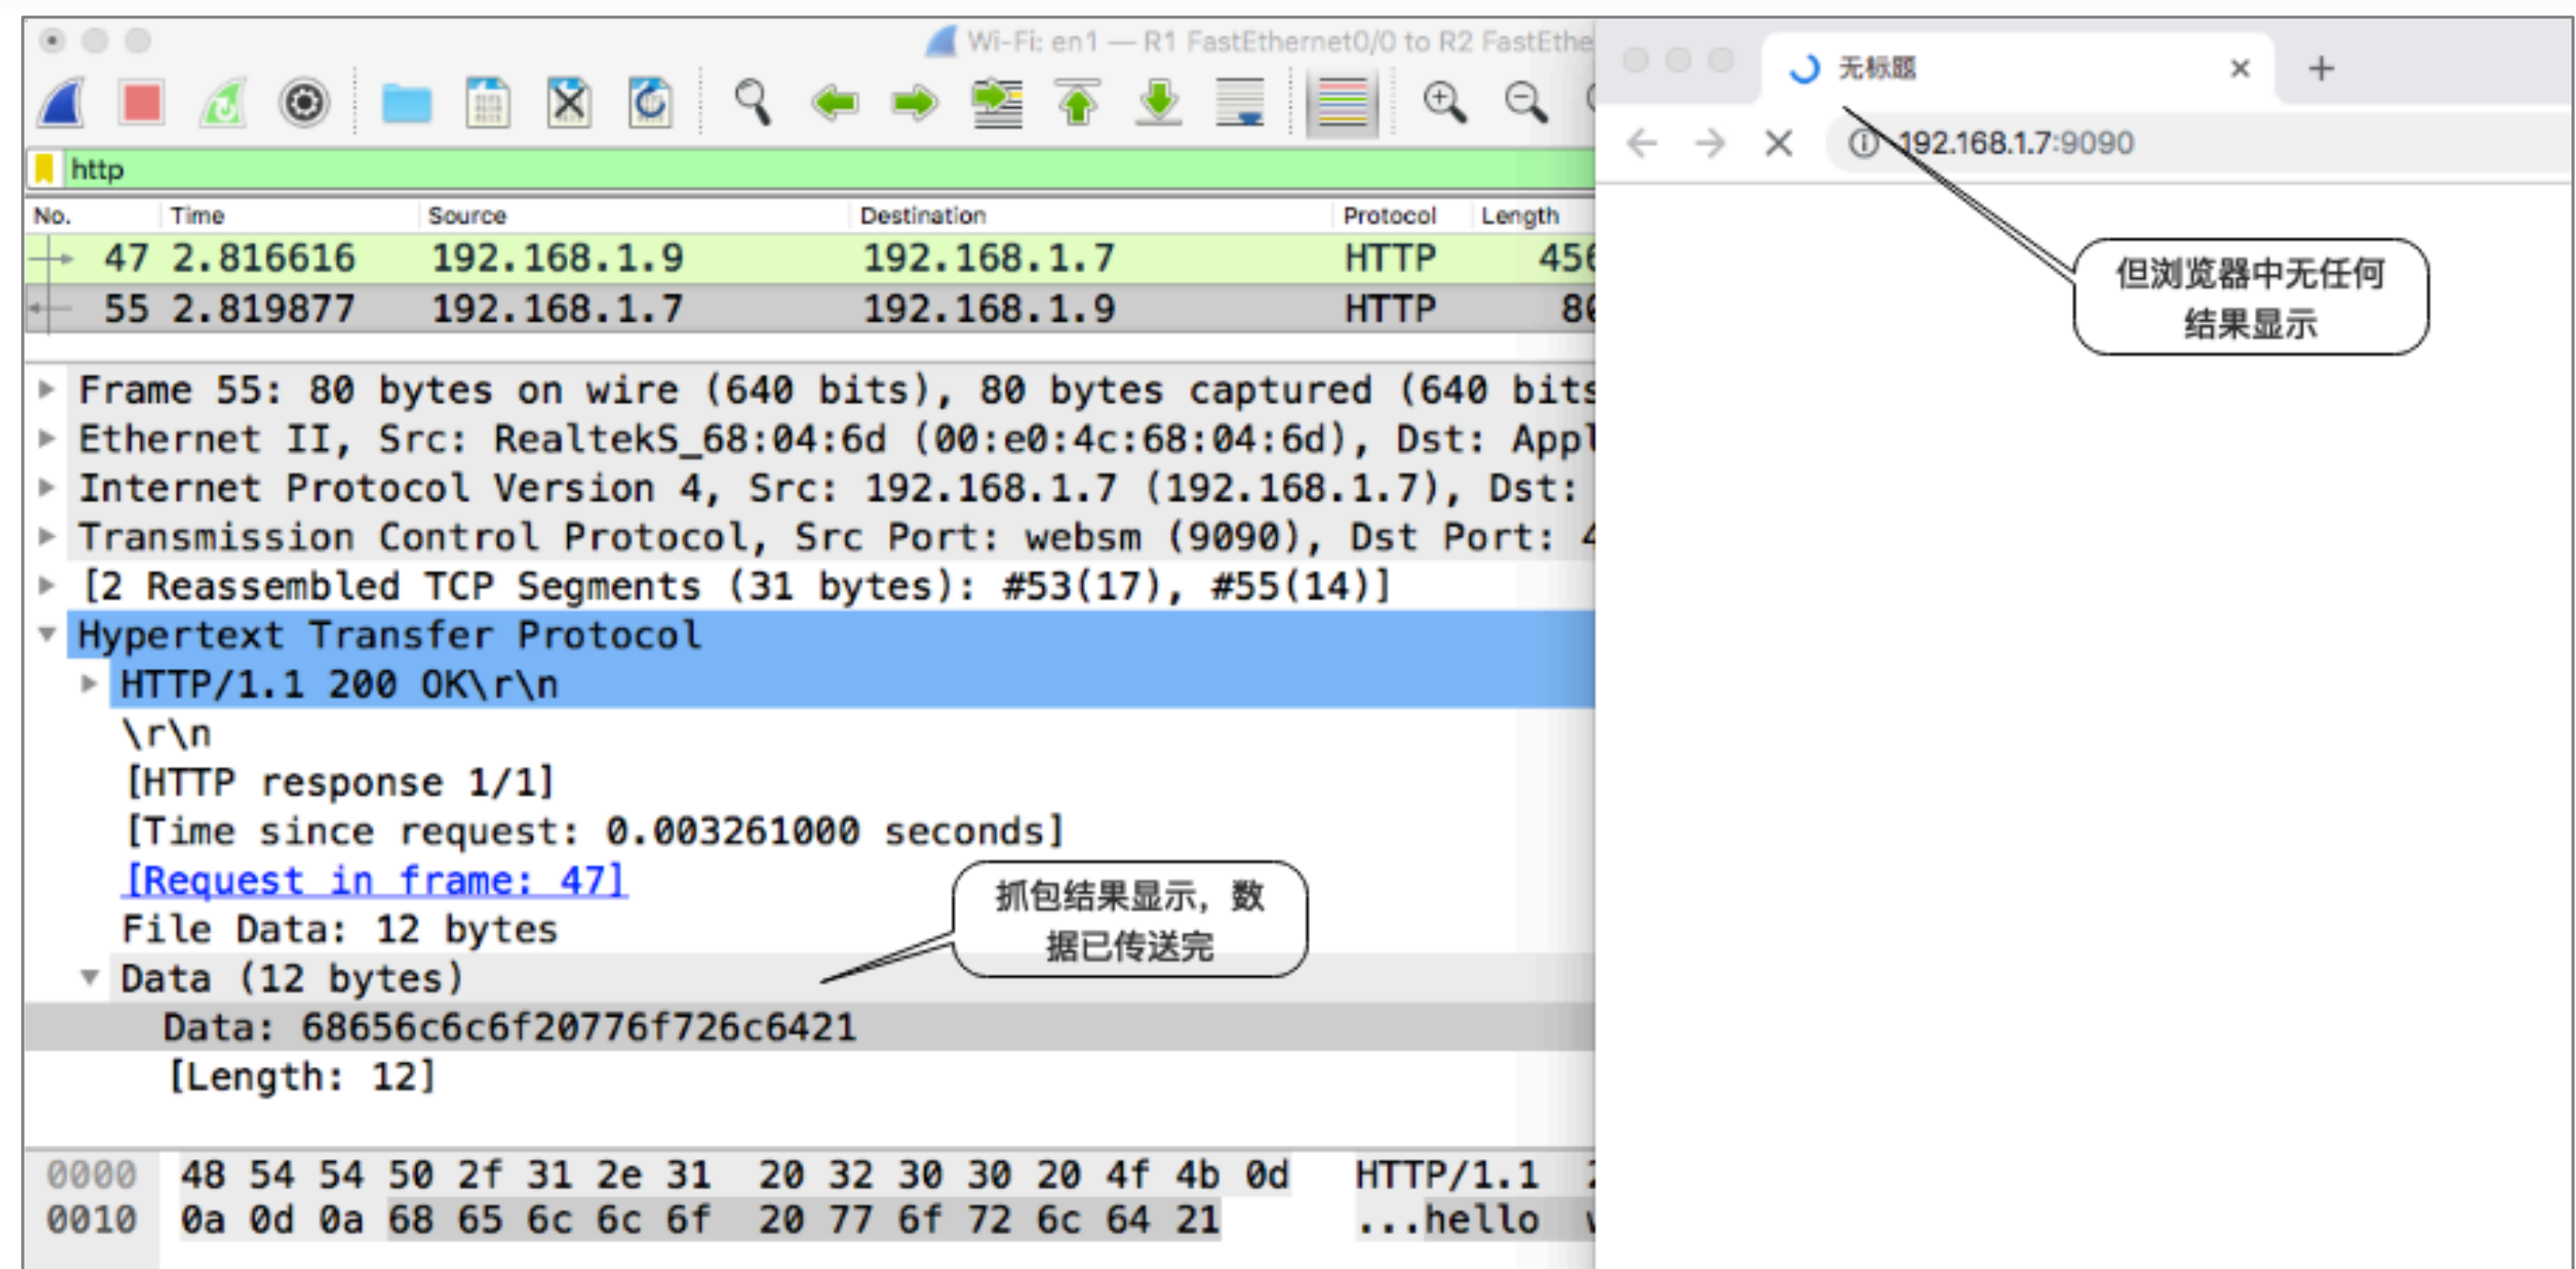 Wi-Fi: en1 — R1 FastEthernet0/0 to R2 FastEthe
http
No. Time Source Destination Protocol Length
47 2.816616 192.168.1.9 192.168.1.7 HTTP 456
55 2.819877 192.168.1.7 192.168.1.9 HTTP 80
Frame 55: 80 bytes on wire (640 bits), 80 bytes captured (640 bits
Ethernet II, Src: RealtekS_68:04:6d (00:e0:4c:68:04:6d), Dst: Appl
Internet Protocol Version 4, Src: 192.168.1.7 (192.168.1.7), Dst:
Transmission Control Protocol, Src Port: websm (9090), Dst Port: 4
[2 Reassembled TCP Segments (31 bytes): #53(17), #55(14)]
Hypertext Transfer Protocol
HTTP/1.1 200 OK\r\n
\r\n
[HTTP response 1/1]
[Time since request: 0.003261000 seconds]
[Request in frame: 47]
File Data: 12 bytes
Data (12 bytes)
Data: 68656c6c6f20776f726c6421
[Length: 12]
抓包结果显示，数
据已传送完
0000 48 54 54 50 2f 31 2e 31 20 32 30 30 20 4f 4b 0d HTTP/1.1
0010 0a 0d 0a 68 65 6c 6c 6f 20 77 6f 72 6c 64 21 ...hello
无标题
192.168.1.7:9090
但浏览器中无任何
结果显示